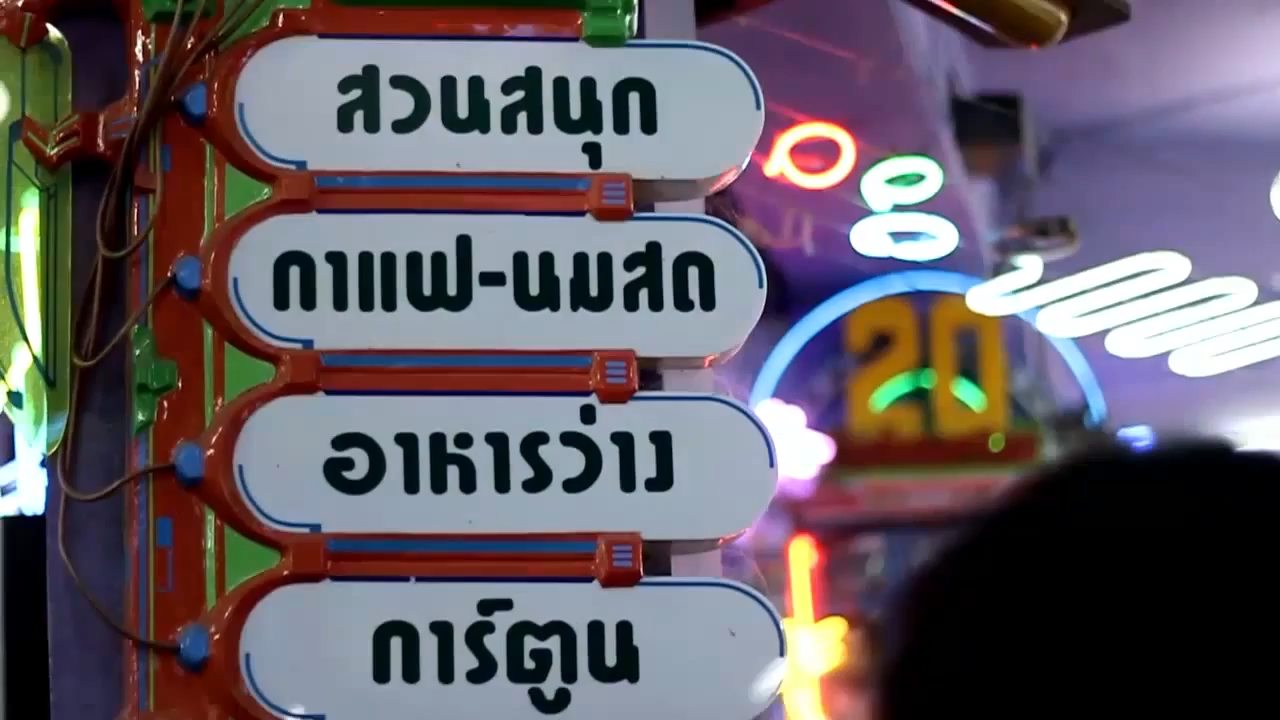 สวนสนุก
กาแฟ-นมสด
อาหารว่าง
การ์ตูน
20